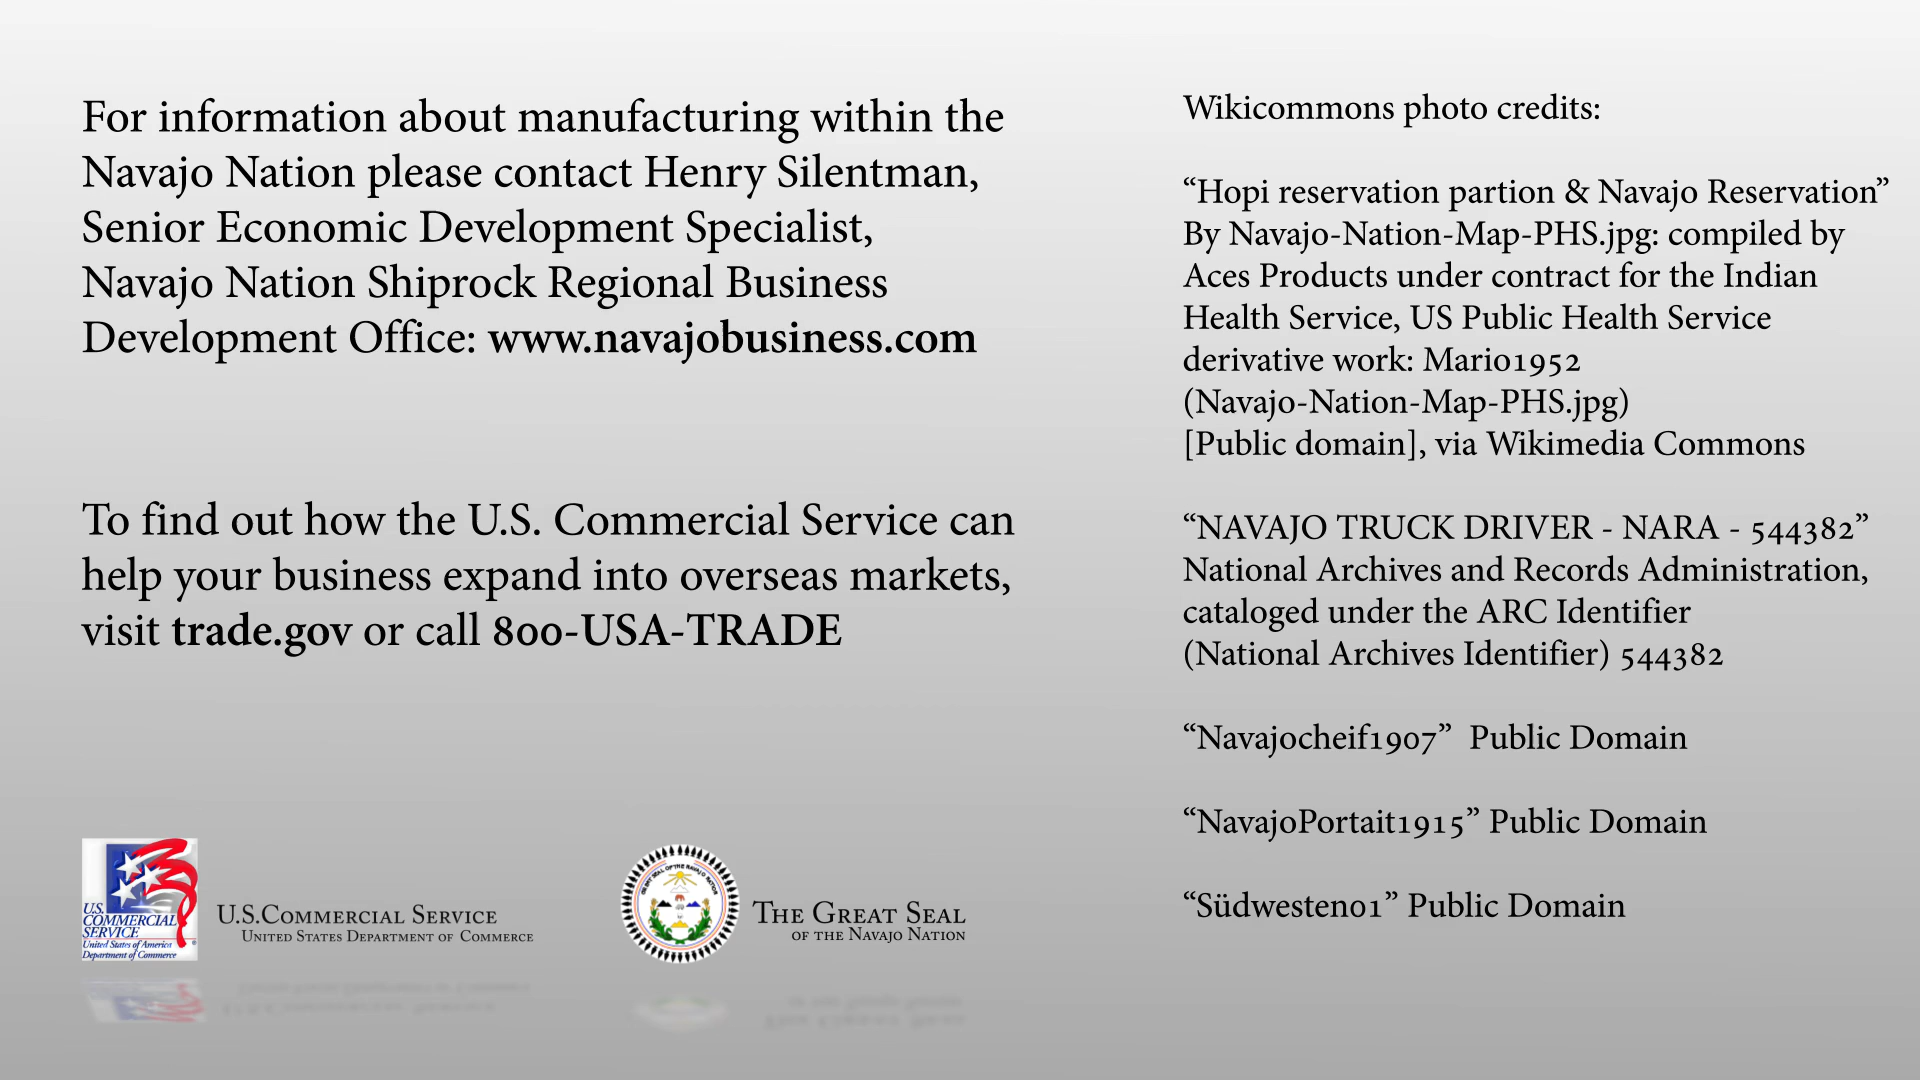 For information about manufacturing within the
Navajo Nation please contact Henry Silentman,
Senior Economic Development Specialist,
Navajo Nation Shiprock Regional Business
Development Office: www.navajobusiness.com
To find out how the U.S. Commercial Service can
help your business expand into overseas markets,
visit trade.gov or call 800-USA-TRADE
U.S.
COMMERCIAL
SERVICE
United States of America
Department of Commerce
U.S.COMMERCIAL SERVICE
UNITED STATES DEPARTMENT OF COMMERCE
THE GREAT SEAL
OF THE NAVAJO NATION
Wikicommons photo credits:
“Hopi reservation partion & Navajo Reservation”
By Navajo-Nation-Map-PHS.jpg: compiled by
Aces Products under contract for the Indian
Health Service, US Public Health Service
derivative work: Mario1952
(Navajo-Nation-Map-PHS.jpg)
[Public domain], via Wikimedia Commons
“NAVAJO TRUCK DRIVER - NARA - 544382”
National Archives and Records Administration,
cataloged under the ARC Identifier
(National Archives Identifier) 544382
“Navajocheif1907” Public Domain
“NavajoPortait1915” Public Domain
“Südwesten01” Public Domain